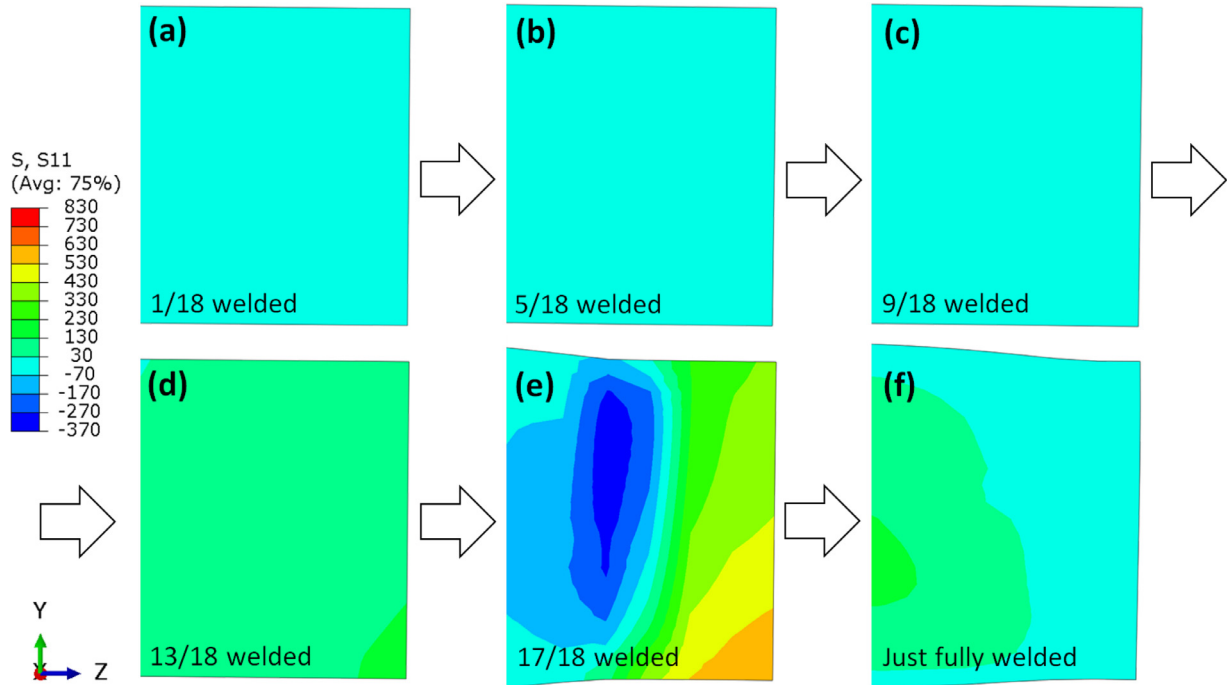 (a)
(b)
(c)
S, S11
(Avg: 75%)
830
730
630
530
430
330
230
130
30
-70
-170
-270
-370
1/18 welded
5/18 welded
9/18 welded
(d)
(e)
(f)
13/18 welded
17/18 welded
Just fully welded
Y
X
Z